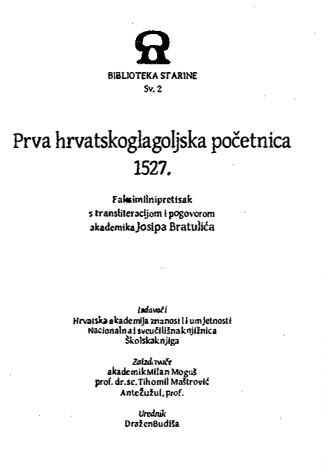 BIBLIOTEKA STARINE
Sv. 2
Prva hrvatskoglagoljska početnica
1527.
Faksimilni pretisak
s transliteracijom i pogovorom
akademika Josipa Bratulića
Izdavači
Hrvatska akademija znanosti i umjetnosti
Nacionalna i sveučilišna knjižnica
Školska knjiga
Za izdavače
akademik Milan Moguš
prof. dr. sc. Tihomil Maštrović
Ante Žužul, prof.
Urednik
Dražen Budiša